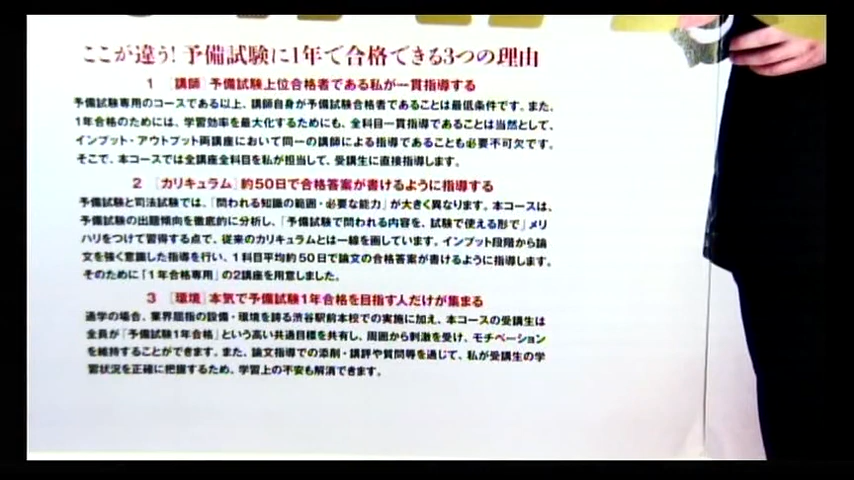 ここが違う!予備試験に1年で合格できる3つの理由
1 [講師]予備試験上位合格者である私が一貫指導する
予備試験専用のコースである以上、講師自身が予備試験合格者であることは最低条件です。また、
1年合格のためには、学習効率を最大化するためにも、全科目一貫指導であることは当然として、
インプット・アウトプット両講座において同一の講師による指導であることも必要不可欠です。
そこで、本コースでは全講座全科目を私が担当して、受講生に直接指導します。
2 [カリキュラム]約50日で合格答案が書けるように指導する
予備試験と司法試験では、「問われる知識の範囲・必要な能力」が大きく異なります。本コースは、
予備試験の出題傾向を徹底的に分析し、「予備試験で問われる内容を、試験で使える形で」メリ
ハリをつけて習得する点で、従来のカリキュラムとは一線を画しています。インプット段階から論
文を強く意識した指導を行い、1科目平均約50日で論文の合格答案が書けるように指導します。
そのために「1年合格専用」の2講座を用意しました。
3 [環境]本気で予備試験1年合格を目指す人だけが集まる
通学の場合、業界屈指の設備・環境を誇る渋谷駅前本校での実施に加え、本コースの受講生は
全員が「予備試験1年合格」という高い共通目標を共有し、周囲から刺激を受け、モチベーション
を維持することができます。また、論文指導での添削・講評や質問等を通じて、私が受講生の学
習状況を正確に把握するため、学習上の不安も解消できます。